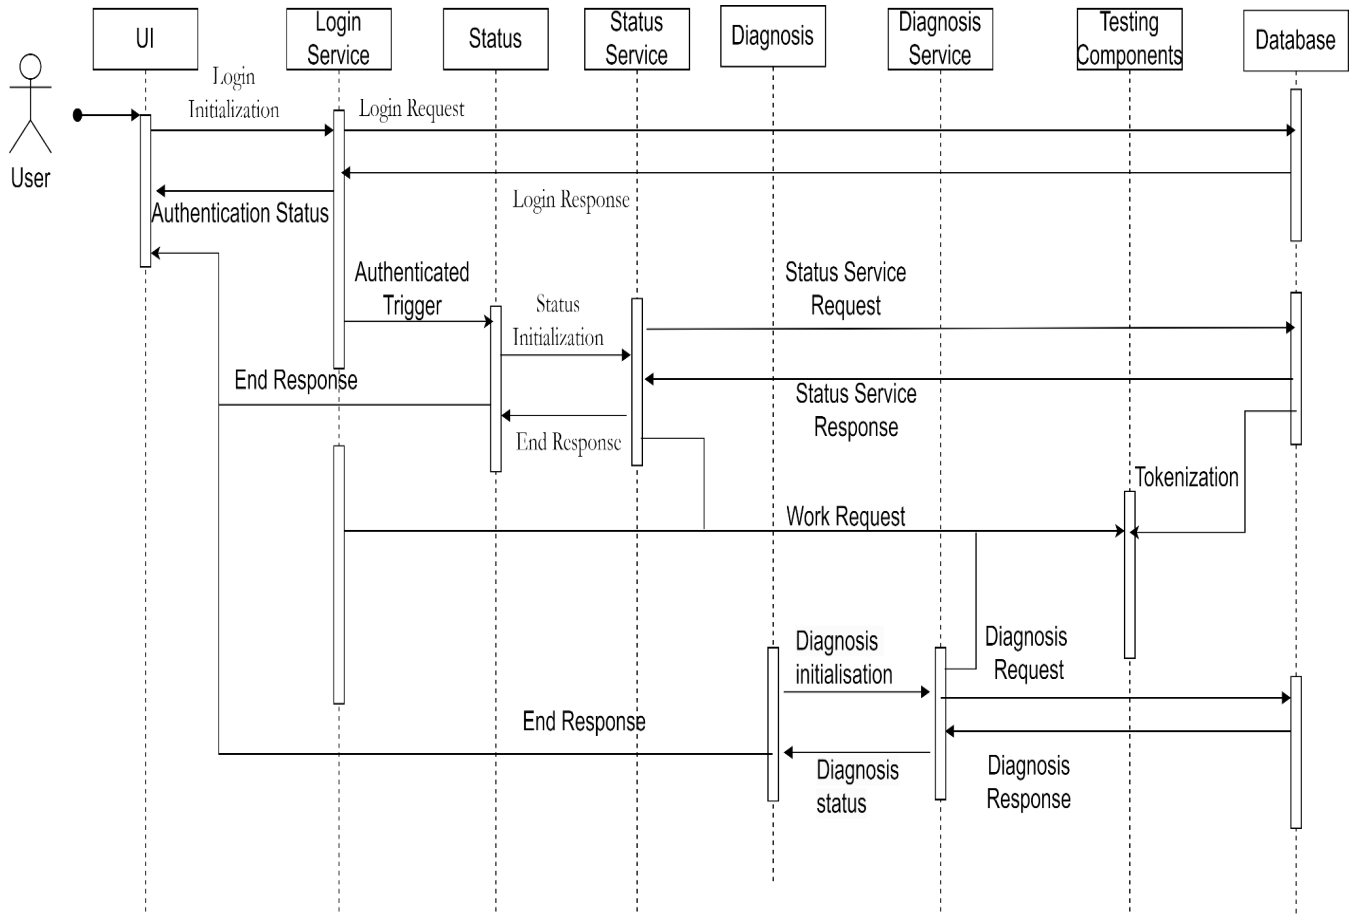 UI
Login
Service
Status
Status
Service
Diagnosis
Diagnosis
Service
Testing
Components
Database
User
Login
Initialization
Login Request
Login Response
Authentication Status
Authenticated
Trigger
Status
Initialization
Status Service
Request
End Response
Status Service
Response
End Response
Tokenization
Work Request
Diagnosis
initialisation
Diagnosis
Request
End Response
Diagnosis
status
Diagnosis
Response